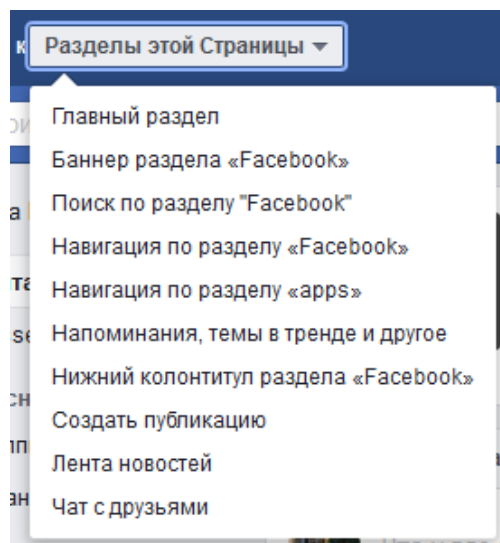 Разделы этой Страницы
Главный раздел
Баннер раздела «Facebook»
Поиск по разделу "Facebook"
Навигация по разделу «Facebook»
Навигация по разделу «apps»
Напоминания, темы в тренде и другое
Нижний колонтитул раздела «Facebook»
Создать публикацию
Лента новостей
Чат с друзьями